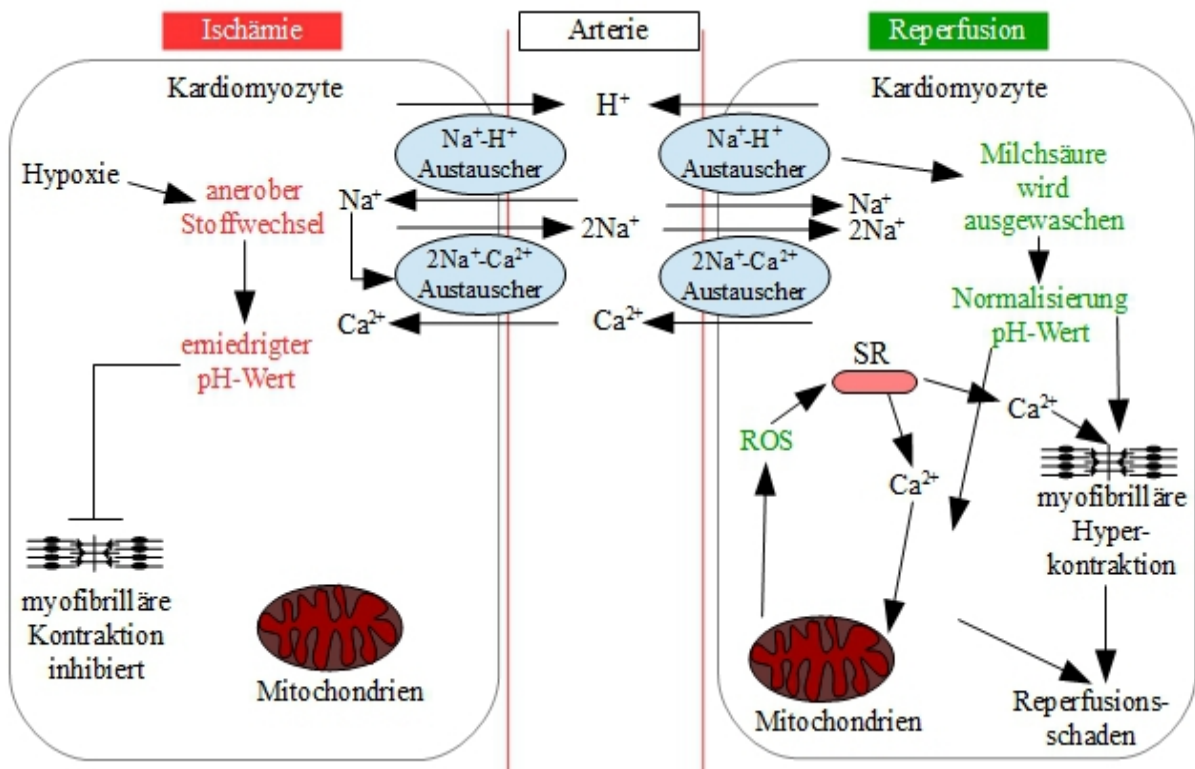 Ischämie
Arterie
Reperfusion
Kardiomyozyte
Hypoxie
anerober
Stoffwechsel
emiedrigter
pH-Wert
myofibrilläre
Kontraktion
inhibiert
Mitochondrien
Na⁺
Ca²⁺
Na⁺-H⁺
Austauscher
2Na⁺-Ca²⁺
Austauscher
H⁺
2Na⁺
Ca²⁺
Na⁺-H⁺
Austauscher
2Na⁺-Ca²⁺
Austauscher
Kardiomyozyte
Milchsäure
wird
ausgewaschen
Na⁺
2Na⁺
Normalisierung
pH-Wert
SR
Ca²⁺
ROS
Ca²⁺
myofibrilläre
Hyper-
kontraktion
Mitochondrien
Reperfusions-
schaden